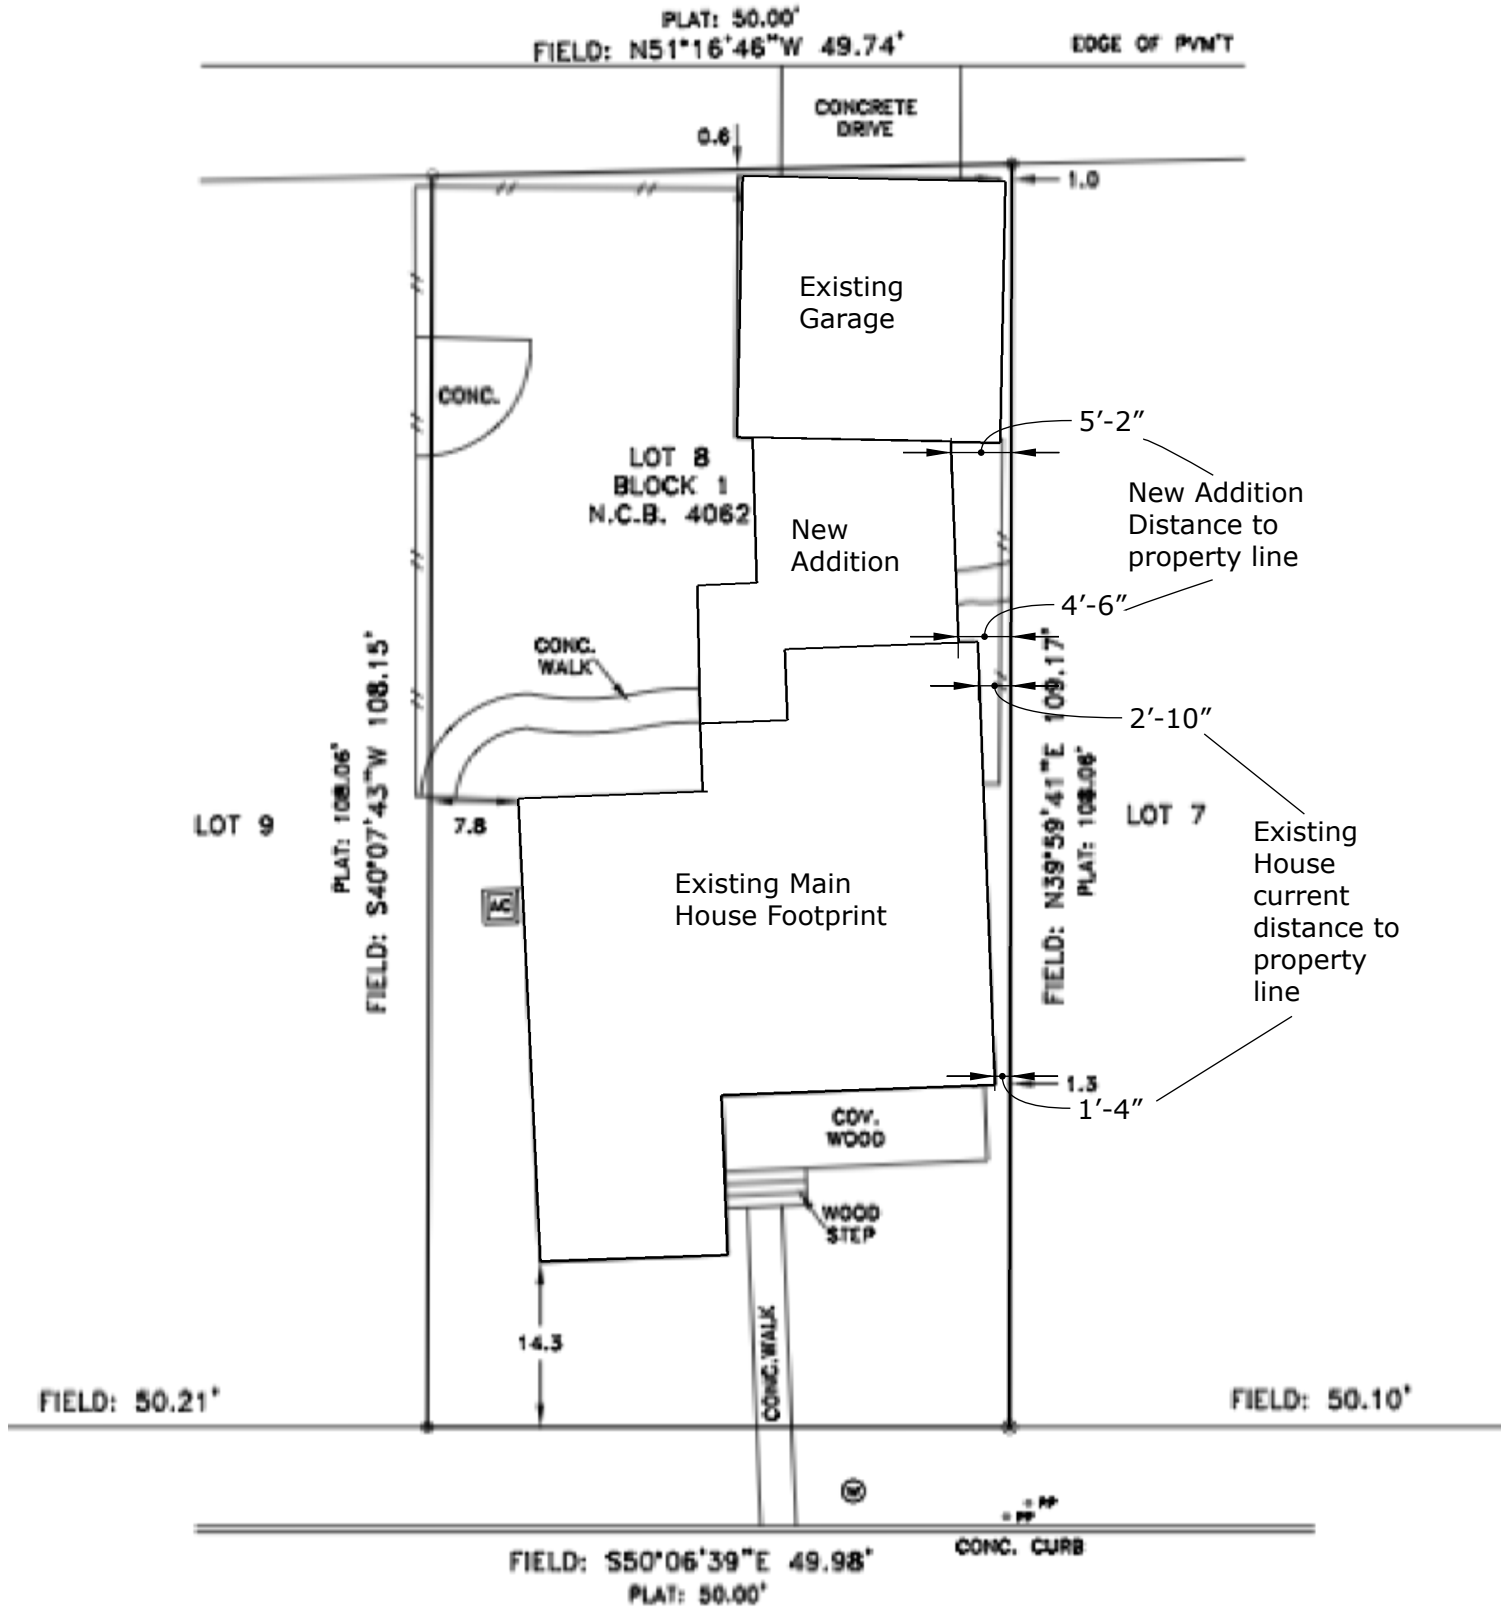 PLAT: 50.00'
FIELD: N51°16'46"W 49.74'
EDGE OF PVM'T
CONCRETE
DRIVE
0.6
1.0
Existing
Garage
CONC.
5’-2”
LOT 8
BLOCK 1
N.C.B. 4062
New Addition
Distance to
property line
New
Addition
4’-6”
CONC.
WALK
2’-10”
FIELD: S40°07'43"W 108.15'
PLAT: 108.06'
FIELD: N39°59'41"E 109.17'
PLAT: 108.06'
LOT 9
7.8
LOT 7
Existing
House
current
distance to
property
line
Existing Main
House Footprint
AC
1.3
1’-4”
COV.
WOOD
WOOD
STEP
CONC.WALK
14.3
FIELD: 50.21'
FIELD: 50.10'
W
PP
PP
CONC. CURB
FIELD: S50°06'39"E 49.98'
PLAT: 50.00'